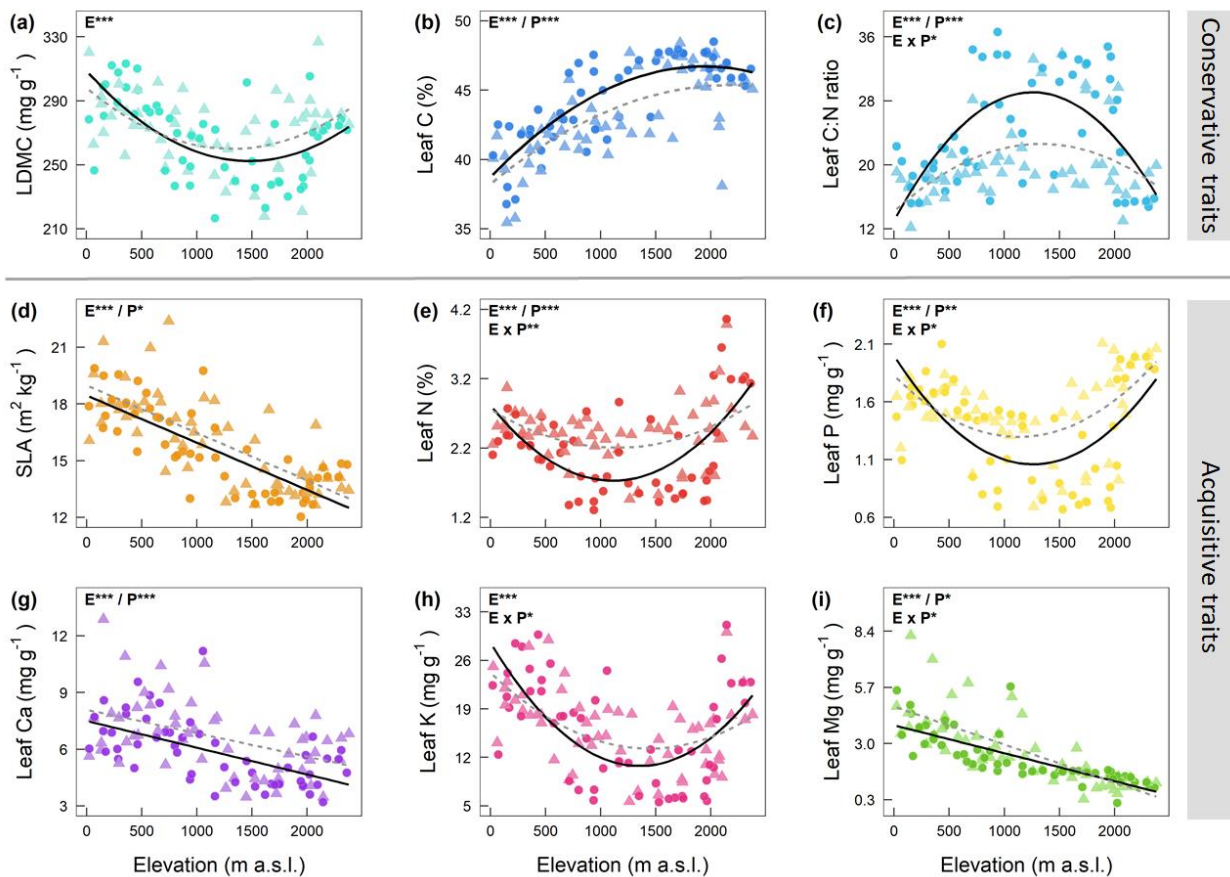 (a) E*** (b) E*** / P*** (c) E*** / P***
E x P*
LDMC (mg g⁻¹)
330
290
250
210
0 500 1000 1500 2000
Leaf C (%)
50
45
40
35
0 500 1000 1500 2000
Leaf C:N ratio
36
28
20
12
0 500 1000 1500 2000
Conservative traits
(d) E*** / P* (e) E*** / P*** (f) E*** / P**
E x P** E x P*
SLA (m² kg⁻¹)
21
18
15
12
0 500 1000 1500 2000
Leaf N (%)
4.2
3.2
2.2
1.2
0 500 1000 1500 2000
Leaf P (mg g⁻¹)
2.1
1.6
1.1
0.6
0 500 1000 1500 2000
Acquisitive traits
(g) E*** / P*** (h) E*** (i) E*** / P*
E x P* E x P*
Leaf Ca (mg g⁻¹)
12
9
6
3
0 500 1000 1500 2000
Elevation (m a.s.l.)
Leaf K (mg g⁻¹)
33
26
19
12
5
0 500 1000 1500 2000
Elevation (m a.s.l.)
Leaf Mg (mg g⁻¹)
8.4
5.7
3.0
0.3
0 500 1000 1500 2000
Elevation (m a.s.l.)